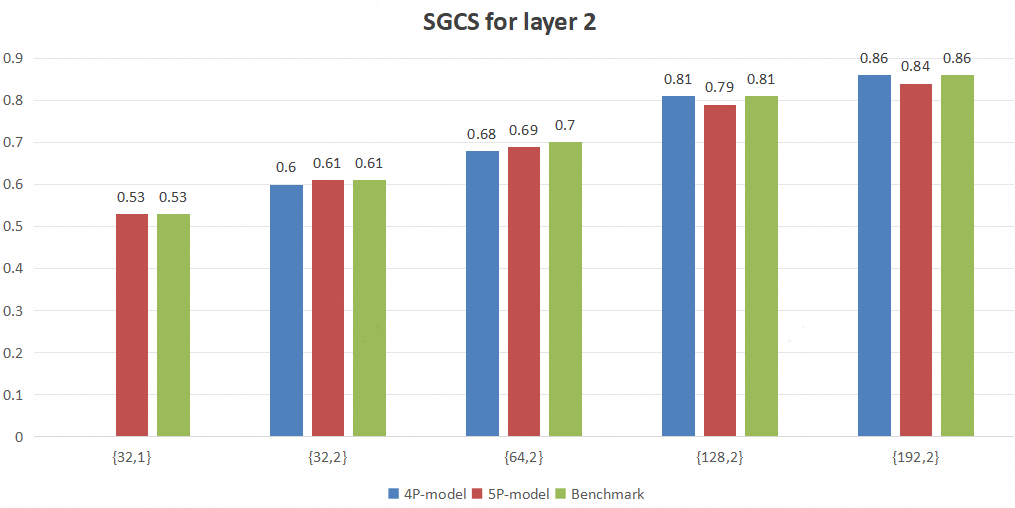 SGCS for layer 2
0.9
0.8
0.7
0.6
0.5
0.4
0.3
0.2
0.1
0
0.53 0.53
0.6 0.61 0.61
0.68 0.69 0.7
0.81 0.79 0.81
0.86 0.84 0.86
{32,1} {32,2} {64,2} {128,2} {192,2}
4P-model 5P-model Benchmark